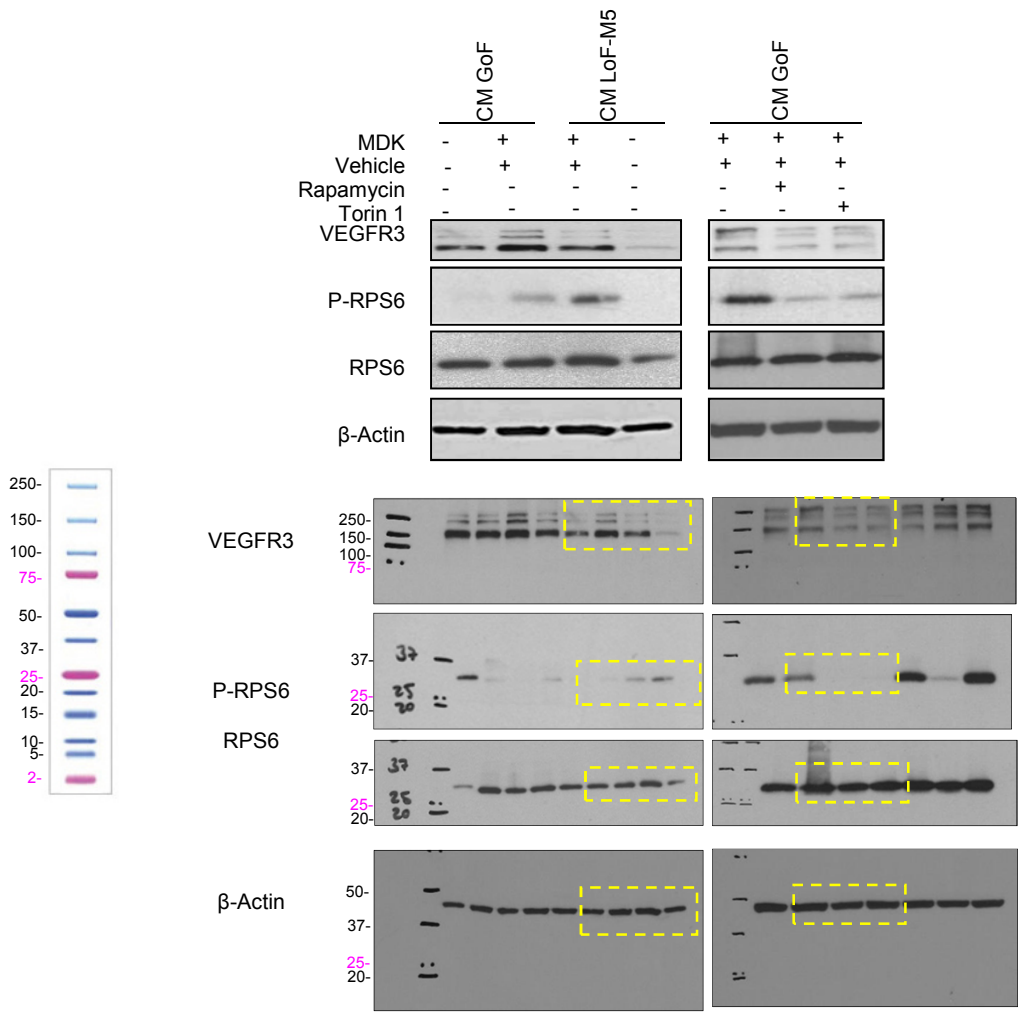 CM GoF
CM LoF-M5
CM GoF
MDK - + + - + + +
Vehicle - + + - + + +
Rapamycin - - - - - + -
Torin 1 - - - - - - +
VEGFR3
P-RPS6
RPS6
β-Actin
250-
150-
100-
75-
50-
37-
25-
20-
15-
10-
5-
2-
VEGFR3
250-
150-
100-
75-
P-RPS6
37-
25-
20-
37
25
20
RPS6
37-
25-
20-
37
25
20
β-Actin
50-
37-
25-
20-